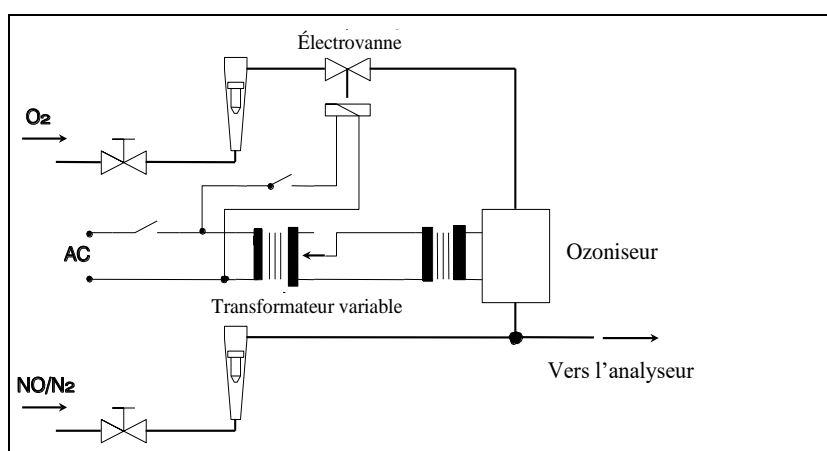 Électrovanne
O2
AC
Ozoniseur
Transformateur variable
Vers l’analyseur
NO/N2